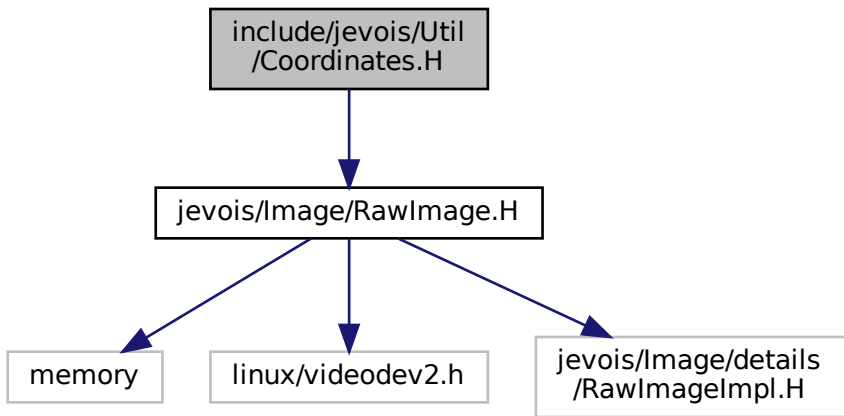 include/jevois/Util
/Coordinates.H
jevois/Image/RawImage.H
memory
linux/videodev2.h
jevois/Image/details
/RawImageImpl.H